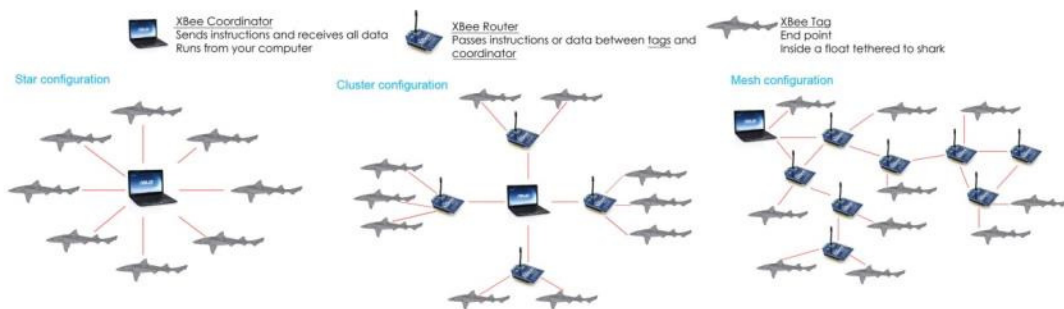 XBee Coordinator
Sends instructions and receives all data
Runs from your computer
XBee Router
Passes instructions or data between tags and
coordinator
XBee Tag
End point
Inside a float tethered to shark
Star configuration
Cluster configuration
Mesh configuration